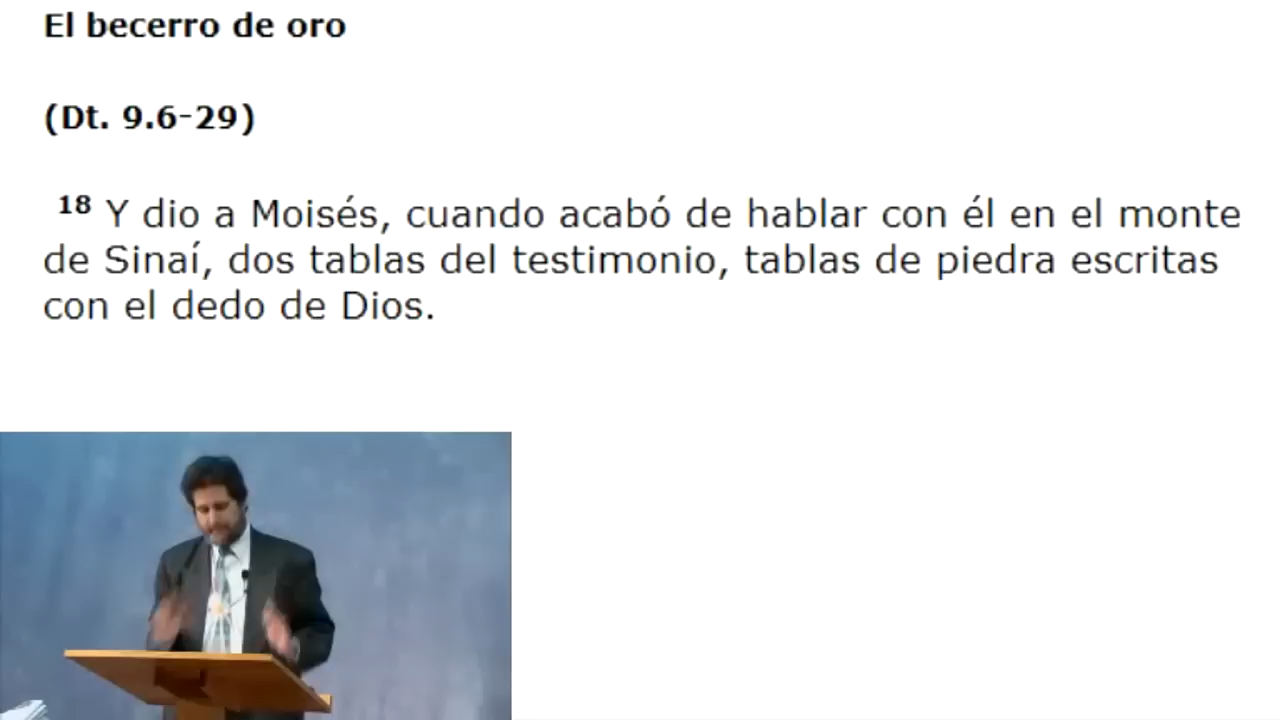 El becerro de oro
(Dt. 9.6-29)
18 Y dio a Moisés, cuando acabó de hablar con él en el monte
de Sinaí, dos tablas del testimonio, tablas de piedra escritas
con el dedo de Dios.